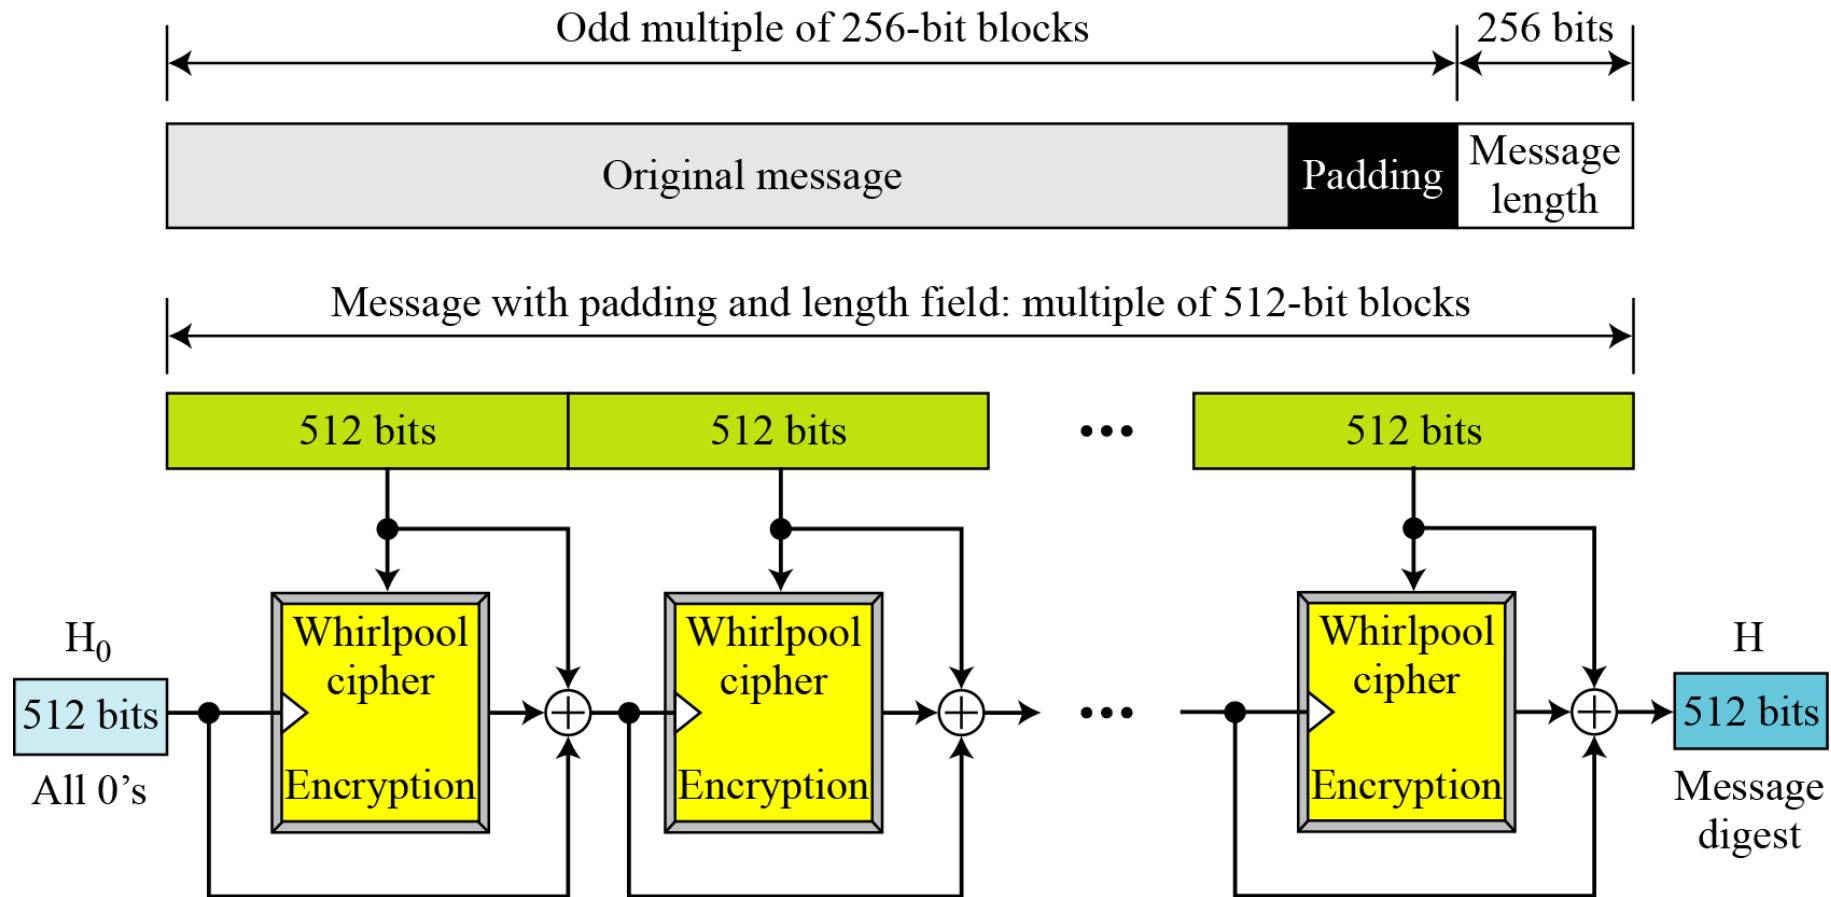 Odd multiple of 256-bit blocks
256 bits
Original message
Padding
Message
length
Message with padding and length field: multiple of 512-bit blocks
512 bits
512 bits
•••
512 bits
H₀
512 bits
All 0’s
Whirlpool
cipher
Encryption
Whirlpool
cipher
Encryption
•••
Whirlpool
cipher
Encryption
H
512 bits
Message
digest